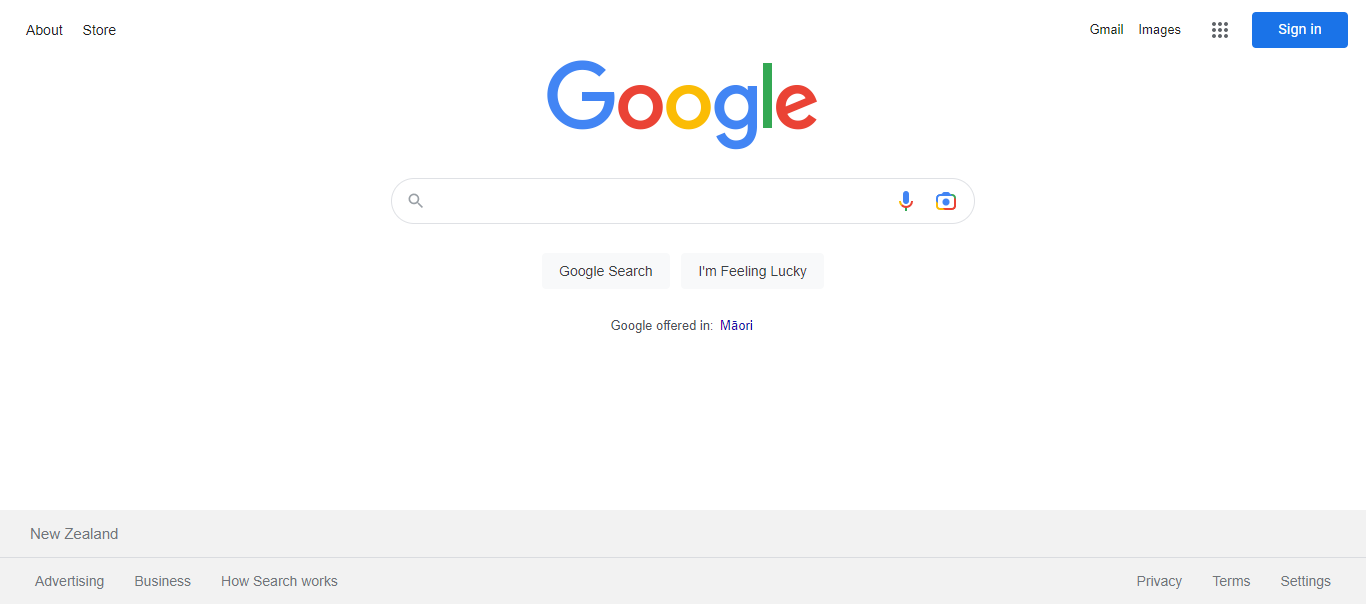 About Store
Gmail Images Sign in
Google
Google Search I'm Feeling Lucky
Google offered in: Māori
New Zealand
Advertising Business How Search works
Privacy Terms Settings